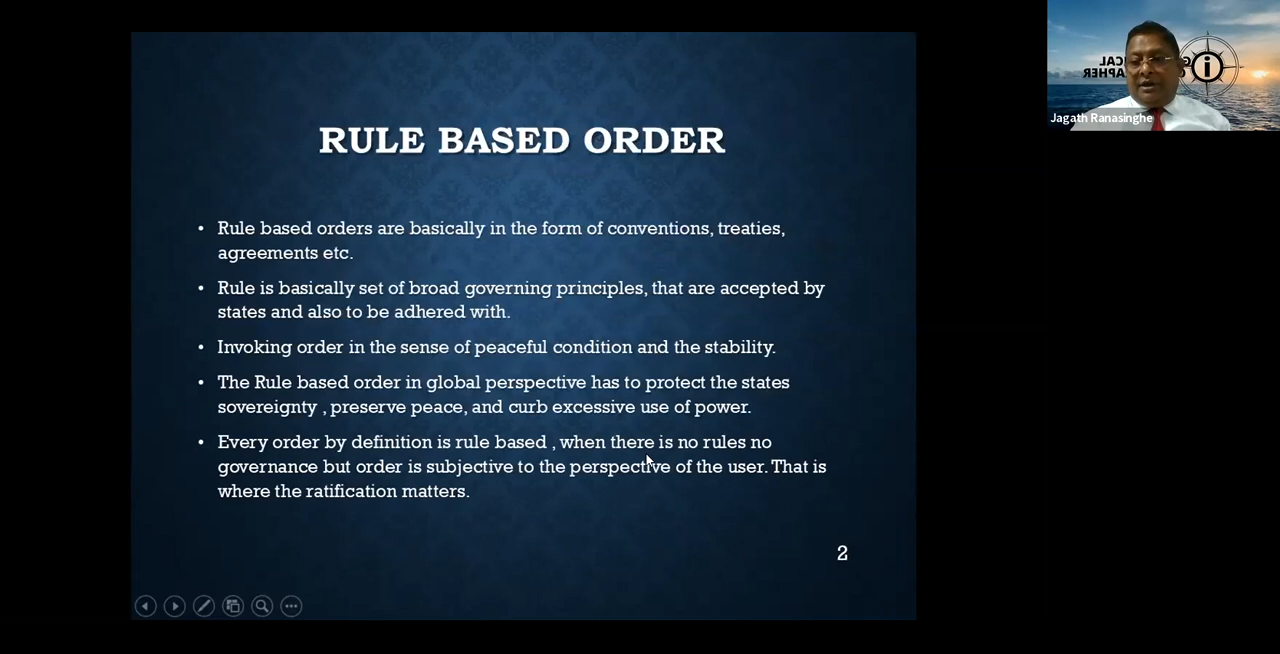 RULE BASED ORDER
• Rule based orders are basically in the form of conventions, treaties,
agreements etc.
• Rule is basically set of broad governing principles, that are accepted by
states and also to be adhered with.
• Invoking order in the sense of peaceful condition and the stability.
• The Rule based order in global perspective has to protect the states
sovereignty , preserve peace, and curb excessive use of power.
• Every order by definition is rule based , when there is no rules no
governance but order is subjective to the perspective of the user. That is
where the ratification matters.
2
Jagath Ranasinghe